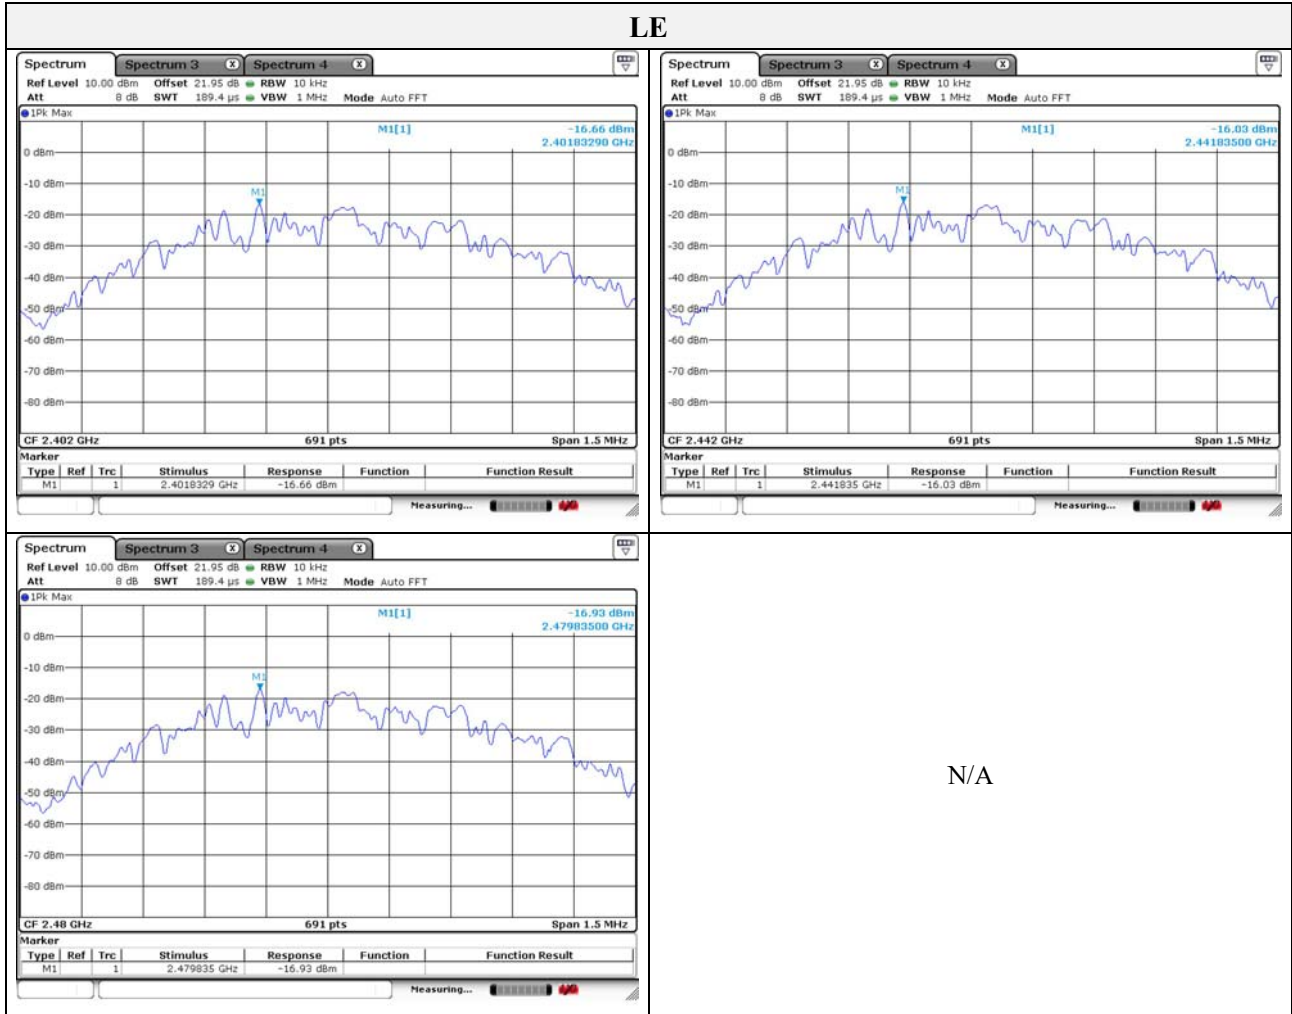 LE
Spectrum Spectrum 3 X Spectrum 4 X
Ref Level 10.00 dBm Offset 21.95 dB RBW 10 kHz
Att 8 dB SWT 189.4 µs VBW 1 MHz Mode Auto FFT
1Pk Max
M1[1] -16.66 dBm
2.40183290 GHz
0 dBm
-10 dBm
M1
-20 dBm
-30 dBm
-40 dBm
-50 dBm
-60 dBm
-70 dBm
-80 dBm
CF 2.402 GHz 691 pts Span 1.5 MHz
Marker
Type Ref Trc Stimulus Response Function Function Result
M1 1 2.4018329 GHz -16.66 dBm
Measuring...
Spectrum Spectrum 3 X Spectrum 4 X
Ref Level 10.00 dBm Offset 21.95 dB RBW 10 kHz
Att 8 dB SWT 189.4 µs VBW 1 MHz Mode Auto FFT
1Pk Max
M1[1] -16.03 dBm
2.44183500 GHz
0 dBm
-10 dBm
M1
-20 dBm
-30 dBm
-40 dBm
-50 dBm
-60 dBm
-70 dBm
-80 dBm
CF 2.442 GHz 691 pts Span 1.5 MHz
Marker
Type Ref Trc Stimulus Response Function Function Result
M1 1 2.441835 GHz -16.03 dBm
Measuring...
Spectrum Spectrum 3 X Spectrum 4 X
Ref Level 10.00 dBm Offset 21.95 dB RBW 10 kHz
Att 8 dB SWT 189.4 µs VBW 1 MHz Mode Auto FFT
1Pk Max
M1[1] -16.93 dBm
2.47983500 GHz
0 dBm
-10 dBm
M1
-20 dBm
-30 dBm
-40 dBm
-50 dBm
-60 dBm
-70 dBm
-80 dBm
CF 2.48 GHz 691 pts Span 1.5 MHz
Marker
Type Ref Trc Stimulus Response Function Function Result
M1 1 2.479835 GHz -16.93 dBm
Measuring...
N/A